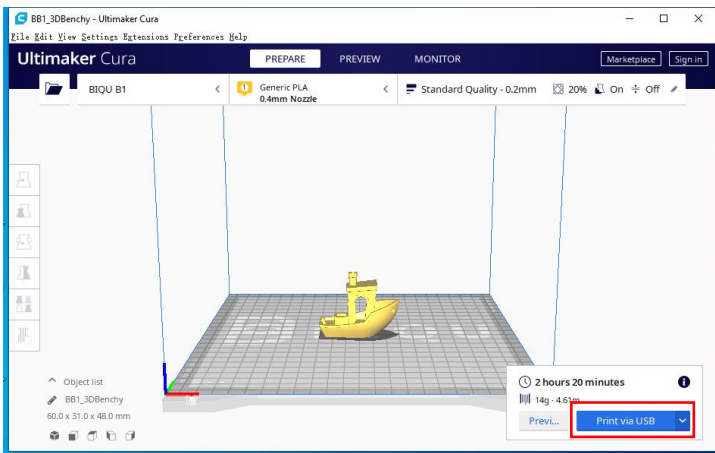 BB1_3DBenchy - Ultimaker Cura
File Edit View Settings Extensions Preferences Help
Ultimaker Cura PREPARE PREVIEW MONITOR Marketplace Sign in
BIQU B1
1 Generic PLA
0.4mm Nozzle
Standard Quality - 0.2mm 20% On Off
Object list
BB1_3DBenchy
60.0 x 31.0 x 48.0 mm
2 hours 20 minutes
14g · 4.61m
Previ... Print via USB